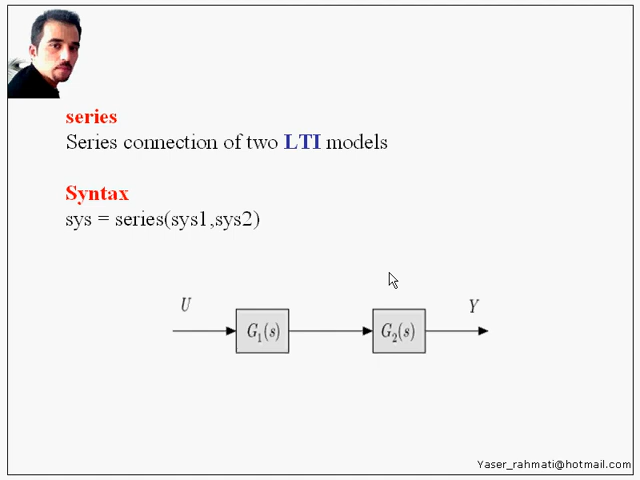 series
Series connection of two LTI models
Syntax
sys = series(sys1,sys2)
U
Y
G1(s)
G2(s)
Yaser_rahmati@hotmail.com